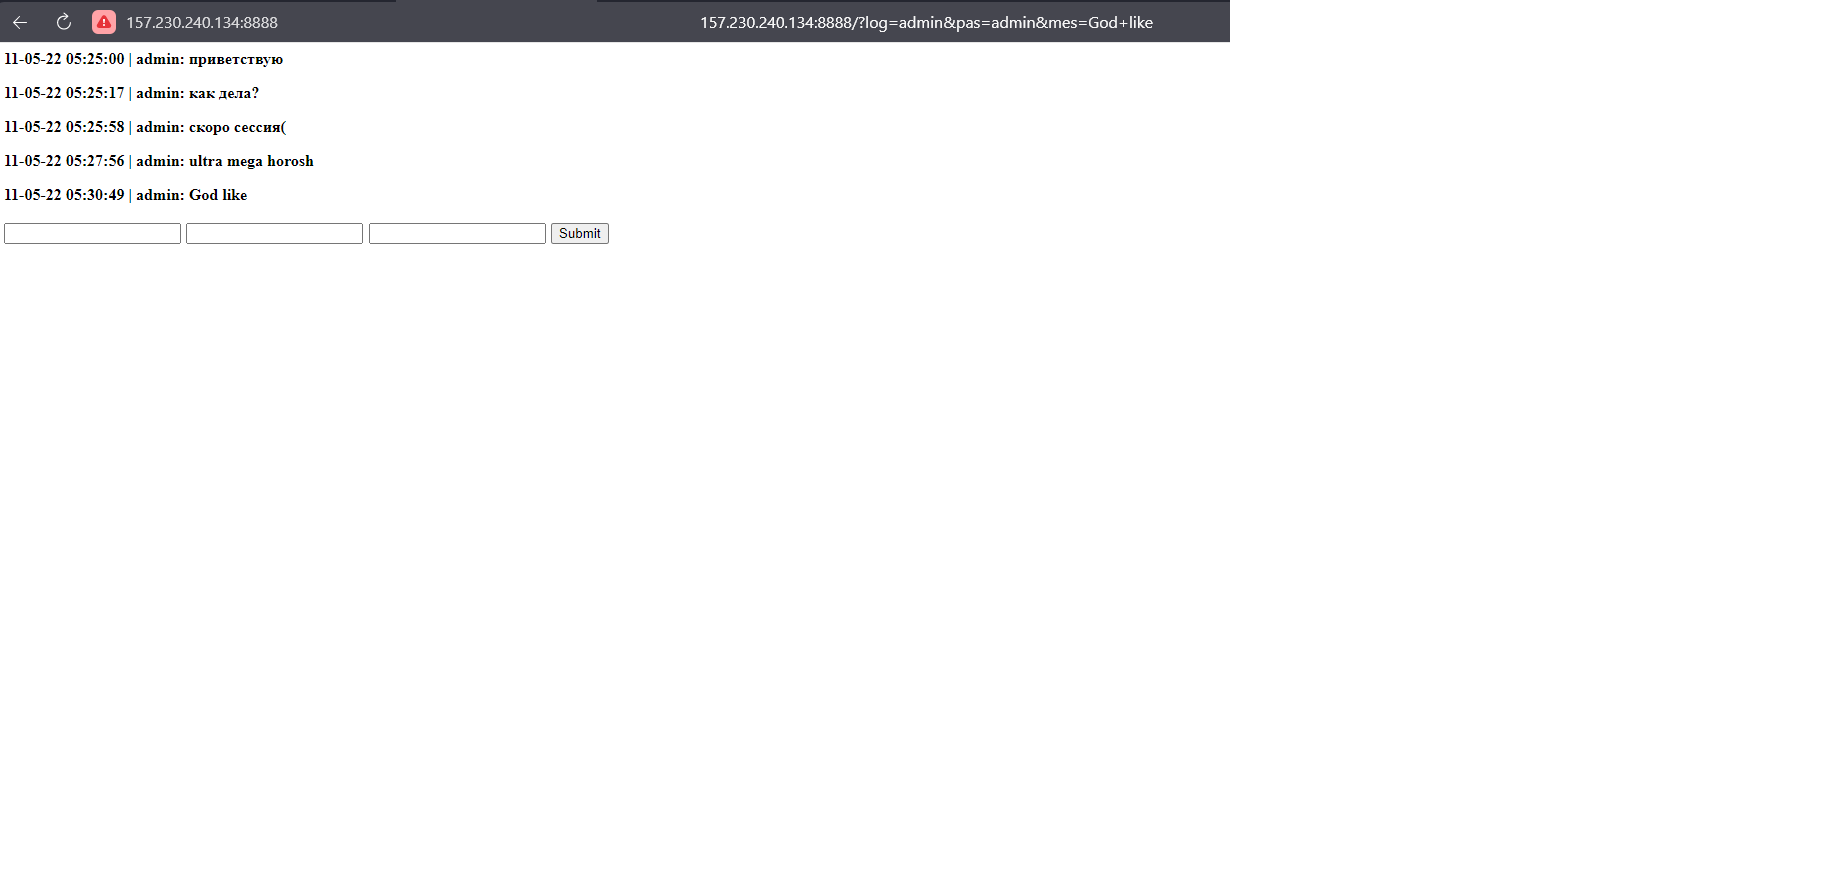 157.230.240.134:8888 157.230.240.134:8888/?log=admin&pas=admin&mes=God+like
11-05-22 05:25:00 | admin: приветствую
11-05-22 05:25:17 | admin: как дела?
11-05-22 05:25:58 | admin: скоро сессия(
11-05-22 05:27:56 | admin: ultra mega horosh
11-05-22 05:30:49 | admin: God like
Submit